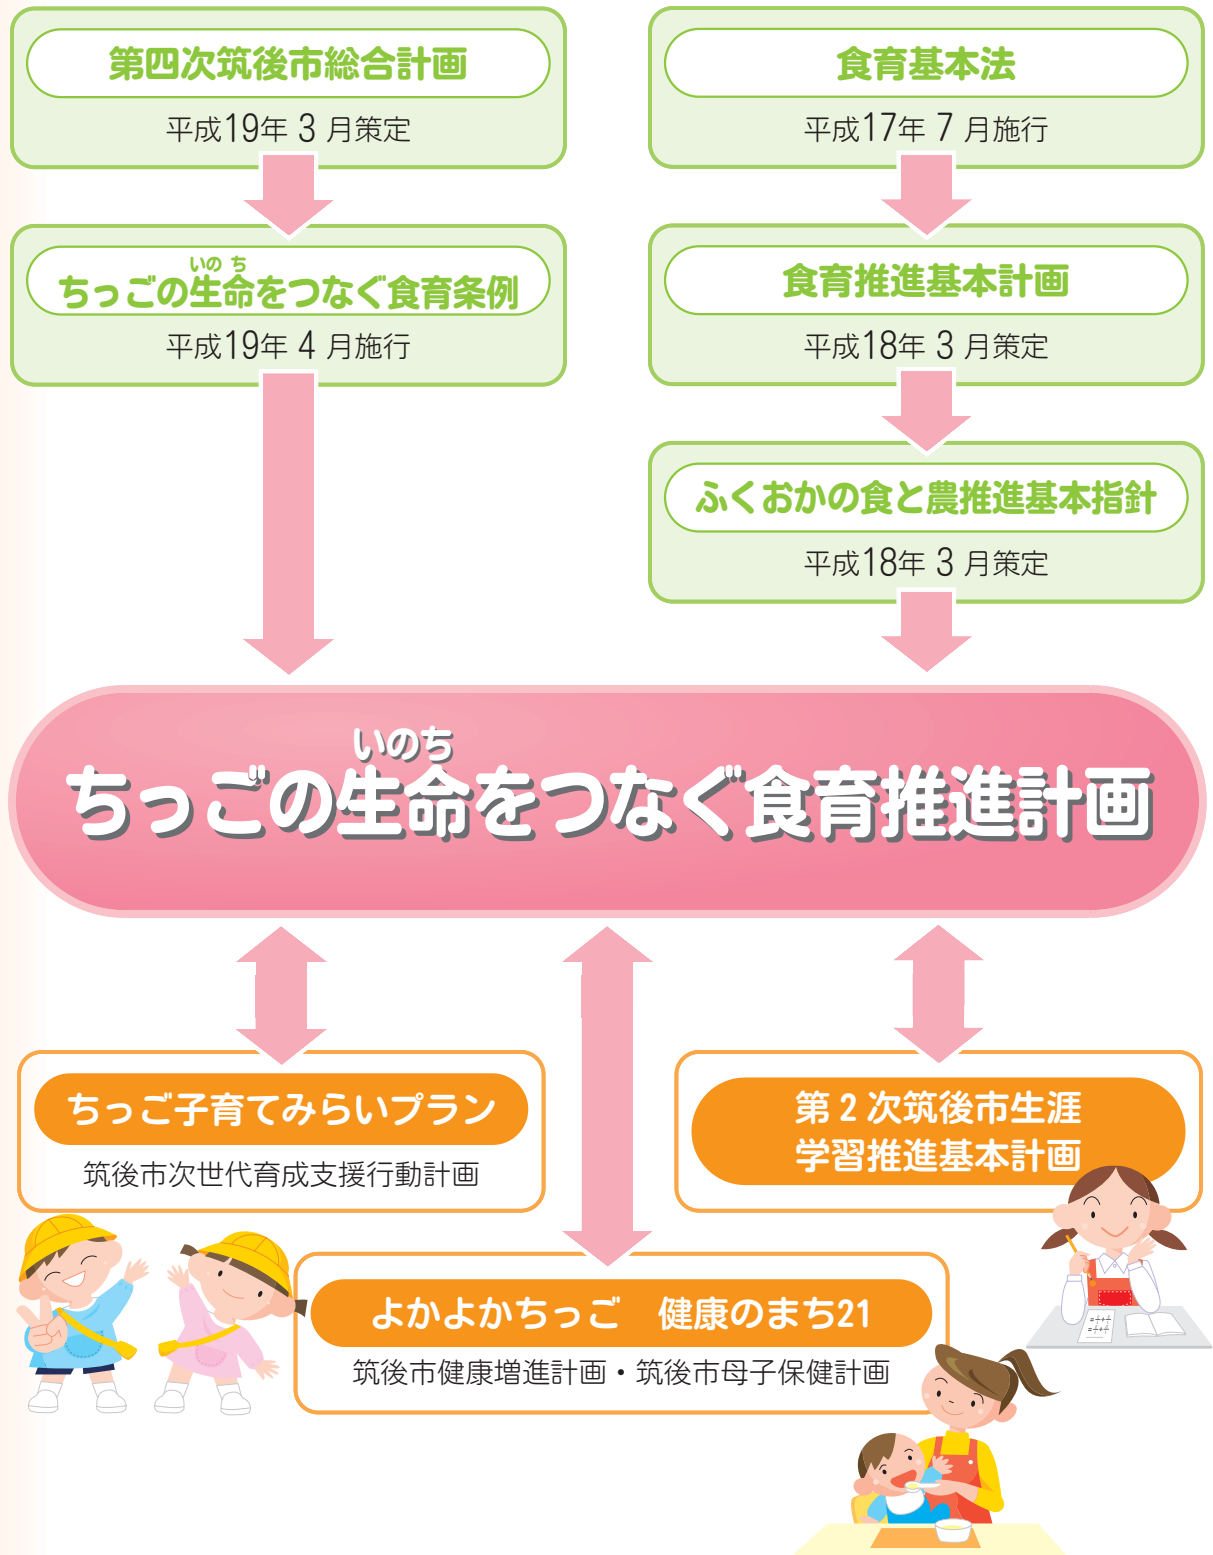 第四次筑後市総合計画
平成19年 3 月策定
いのち
ちっごの生命をつなぐ食育条例
平成19年 4 月施行
食育基本法
平成17年 7 月施行
食育推進基本計画
平成18年 3 月策定
ふくおかの食と農推進基本指針
平成18年 3 月策定
いのち
ちっごの生命をつなぐ食育推進計画
ちっご子育てみらいプラン
筑後市次世代育成支援行動計画
第 2 次筑後市生涯
学習推進基本計画
よかよかちっご　健康のまち21
筑後市健康増進計画・筑後市母子保健計画